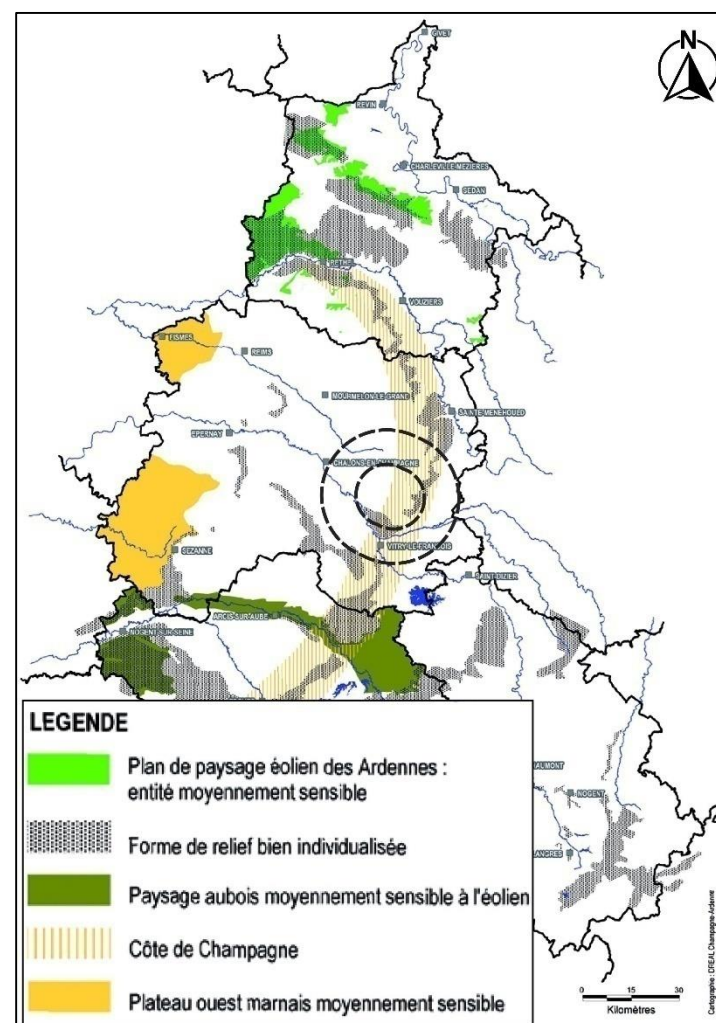 N
GIVET
REVIN
CHARLEVILLE-MEZIERES
SEDAN
RETHEL
VOUZIERS
FISMES
REIMS
MOURMELON-LE-GRAND
SAINTE-MENEHOULD
EPERNAY
CHALONS-EN-CHAMPAGNE
VITRY-LE-FRANCOIS
SEZANNE
SAINT-DIZIER
ARCIS-SUR-AUBE
NOGENT-SUR-SEINE
LEGENDE
Plan de paysage éolien des Ardennes :
entité moyennement sensible
Forme de relief bien individualisée
Paysage aubois moyennement sensible à l'éolien
Côte de Champagne
Plateau ouest marnais moyennement sensible
AUMONT
NOGENT
LANGRES
0 15 30
Kilomètres
Cartographie : DREAL Champagne-Ardenne